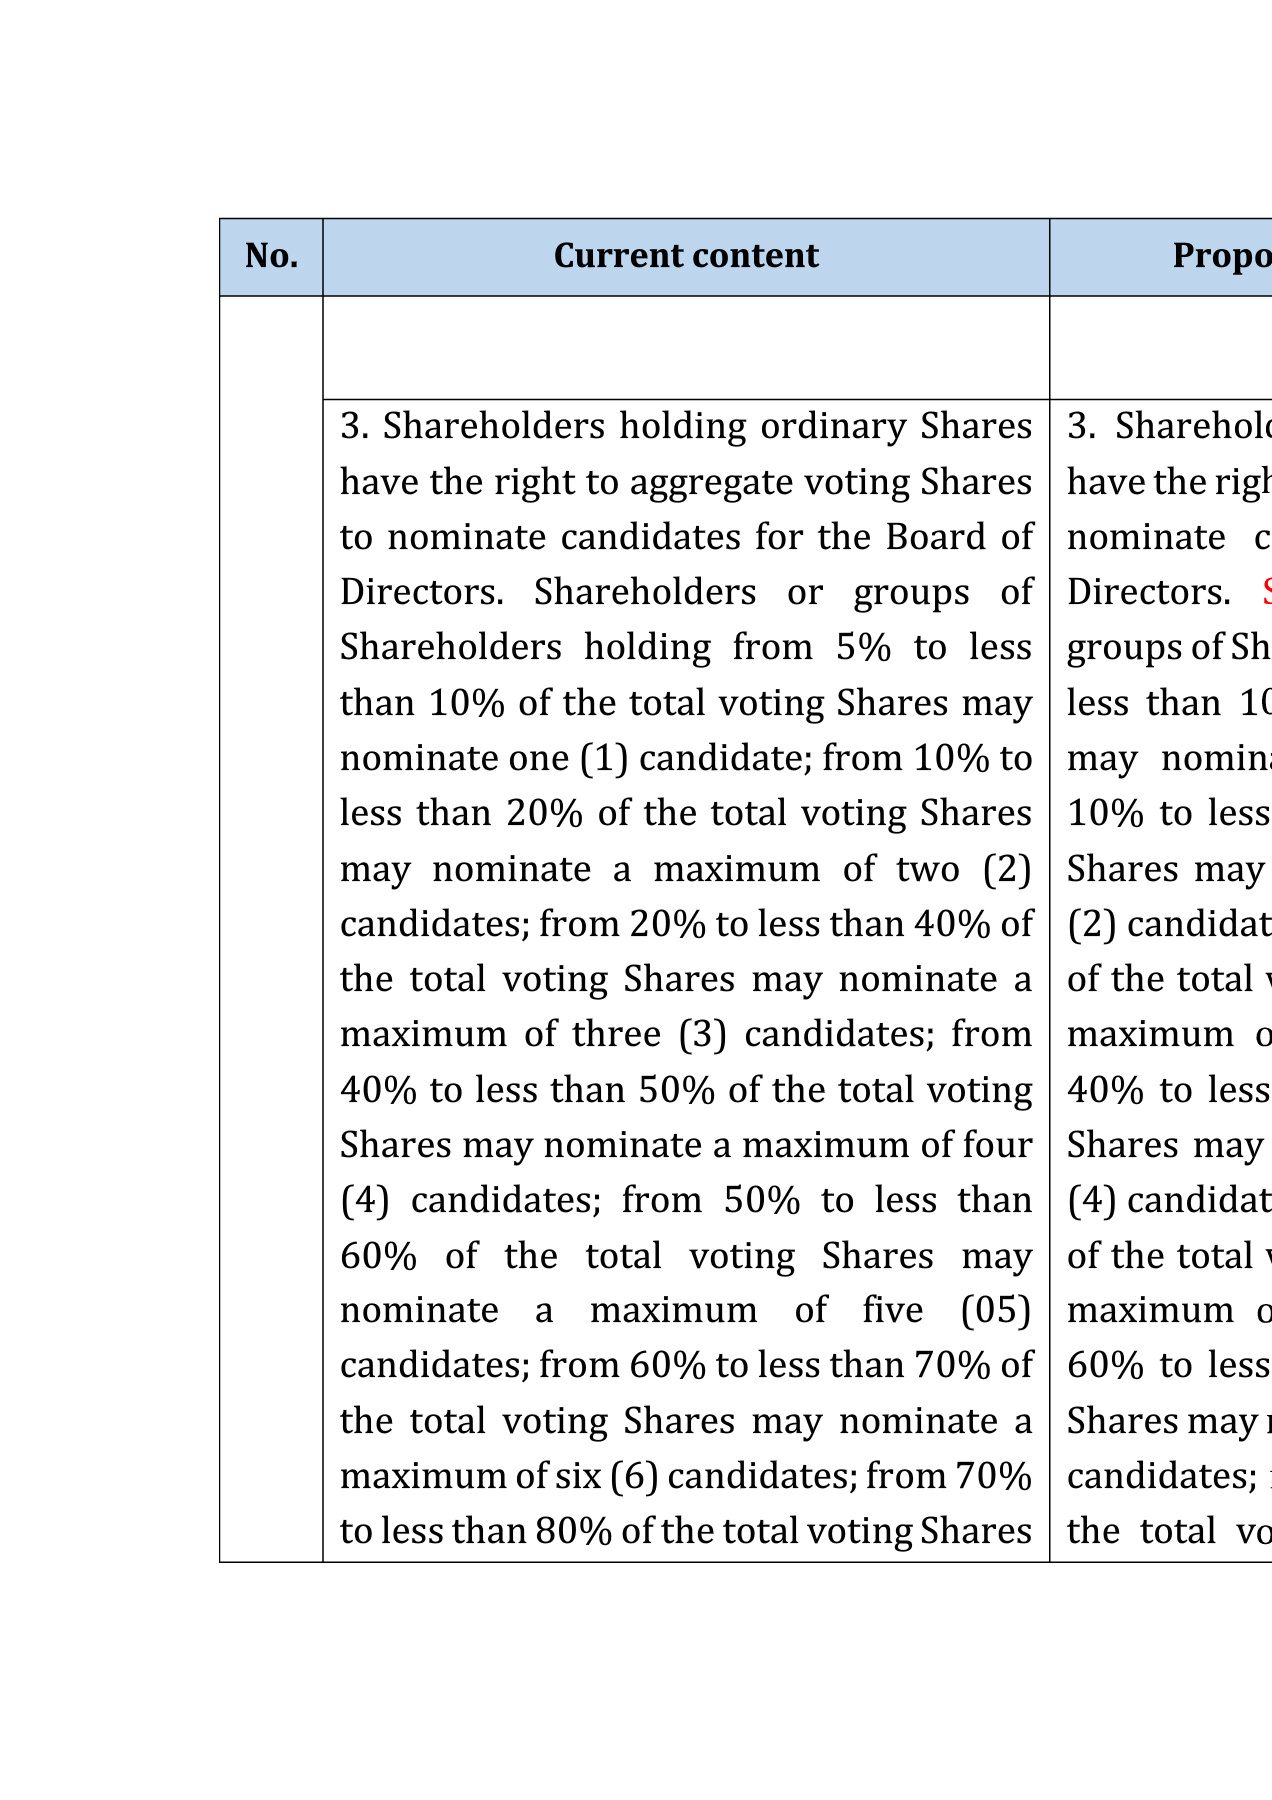 No.
Current content
3. Shareholders holding ordinary Shares
have the right to aggregate voting Shares
to nominate candidates for the Board of
Directors. Shareholders or groups of
Shareholders holding from 5% to less
than 10% of the total voting Shares may
nominate one (1) candidate; from 10% to
less than 20% of the total voting Shares
may nominate a maximum of two (2)
candidates; from 20% to less than 40% of
the total voting Shares may nominate a
maximum of three (3) candidates; from
40% to less than 50% of the total voting
Shares may nominate a maximum of four
(4) candidates; from 50% to less than
60% of the total voting Shares may
nominate a maximum of five (05)
candidates; from 60% to less than 70% of
the total voting Shares may nominate a
maximum of six (6) candidates; from 70%
to less than 80% of the total voting Shares
3.
have the
nominate
Directors.
groups of
less than
may
10% to less
Shares may
(2)
of the total
maximum
40% to less
Shares may
(4)
of the total
maximum
60% to less
Shares may
candidates;
the total